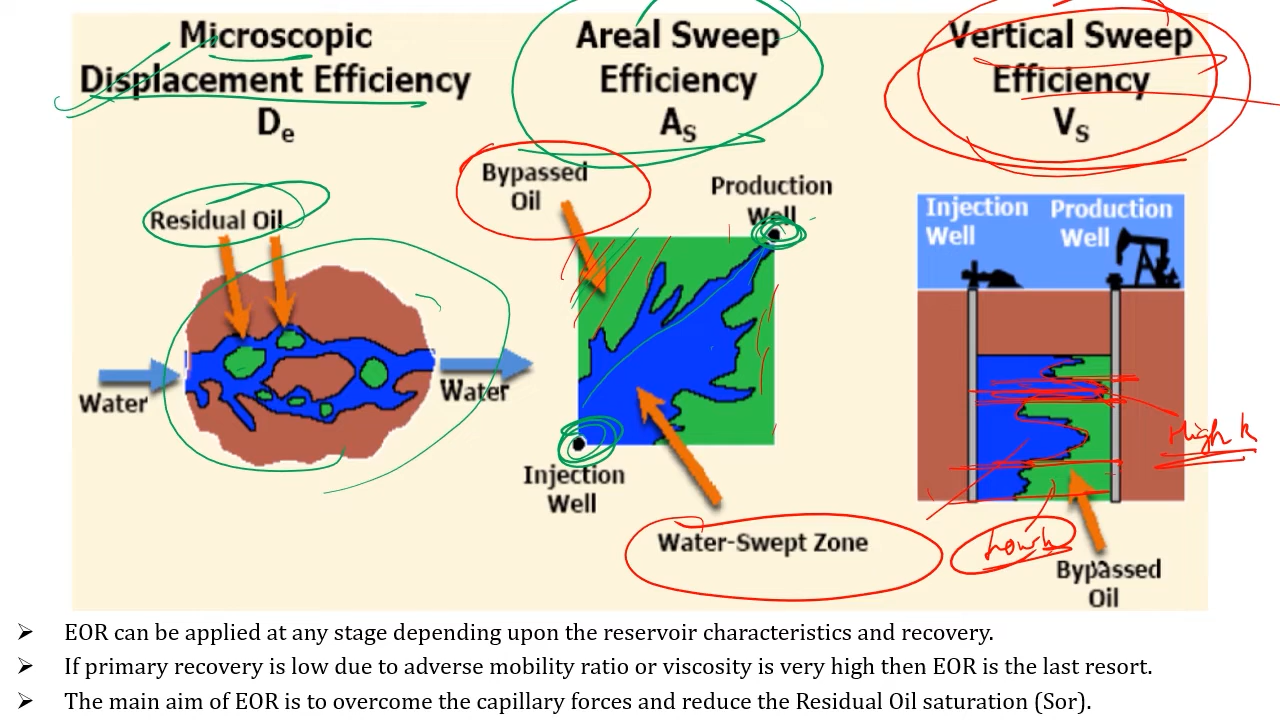 Microscopic
Displacement Efficiency
De
Areal Sweep
Efficiency
As
Vertical Sweep
Efficiency
Vs
Residual Oil
Water
Water
Bypassed
Oil
Production
Well
Injection
Well
Water-Swept Zone
Injection
Well
Production
Well
High k
Low k
Bypassed
Oil
➢ EOR can be applied at any stage depending upon the reservoir characteristics and recovery.
➢ If primary recovery is low due to adverse mobility ratio or viscosity is very high then EOR is the last resort.
➢ The main aim of EOR is to overcome the capillary forces and reduce the Residual Oil saturation (Sor).